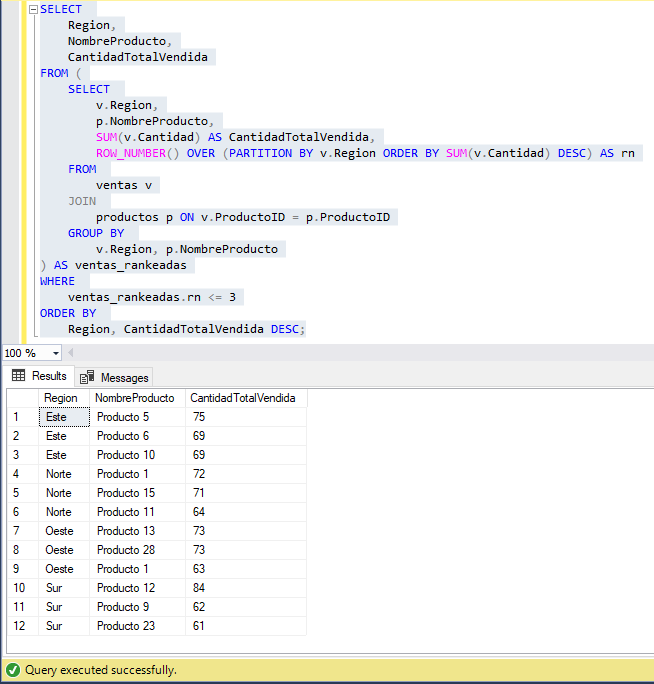 SELECT
Region,
NombreProducto,
CantidadTotalVendida
FROM (
SELECT
v.Region,
p.NombreProducto,
SUM(v.Cantidad) AS CantidadTotalVendida,
ROW_NUMBER() OVER (PARTITION BY v.Region ORDER BY SUM(v.Cantidad) DESC) AS rn
FROM
ventas v
JOIN
productos p ON v.ProductoID = p.ProductoID
GROUP BY
v.Region, p.NombreProducto
) AS ventas_rankeadas
WHERE
ventas_rankeadas.rn <= 3
ORDER BY
Region, CantidadTotalVendida DESC;
100 %
Results Messages
Region NombreProducto CantidadTotalVendida
1 Este Producto 5 75
2 Este Producto 6 69
3 Este Producto 10 69
4 Norte Producto 1 72
5 Norte Producto 15 71
6 Norte Producto 11 64
7 Oeste Producto 13 73
8 Oeste Producto 28 73
9 Oeste Producto 1 63
10 Sur Producto 12 84
11 Sur Producto 9 62
12 Sur Producto 23 61
Query executed successfully.